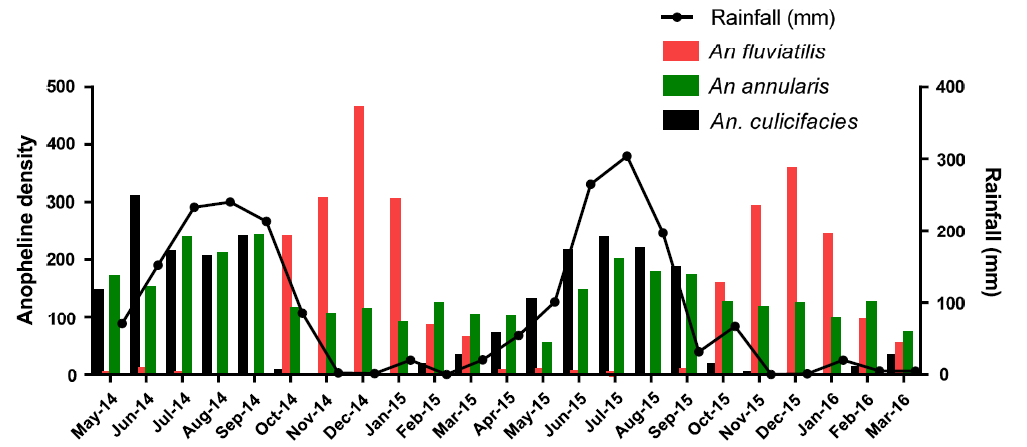 Rainfall (mm)
An fluviatilis
An annularis
An. culicifacies
Anopheline density
500
400
300
200
100
0
400
300
200
100
0
Rainfall (mm)
May-14
Jun-14
Jul-14
Aug-14
Sep-14
Oct-14
Nov-14
Dec-14
Jan-15
Feb-15
Mar-15
Apr-15
May-15
Jun-15
Jul-15
Aug-15
Sep-15
Oct-15
Nov-15
Dec-15
Jan-16
Feb-16
Mar-16